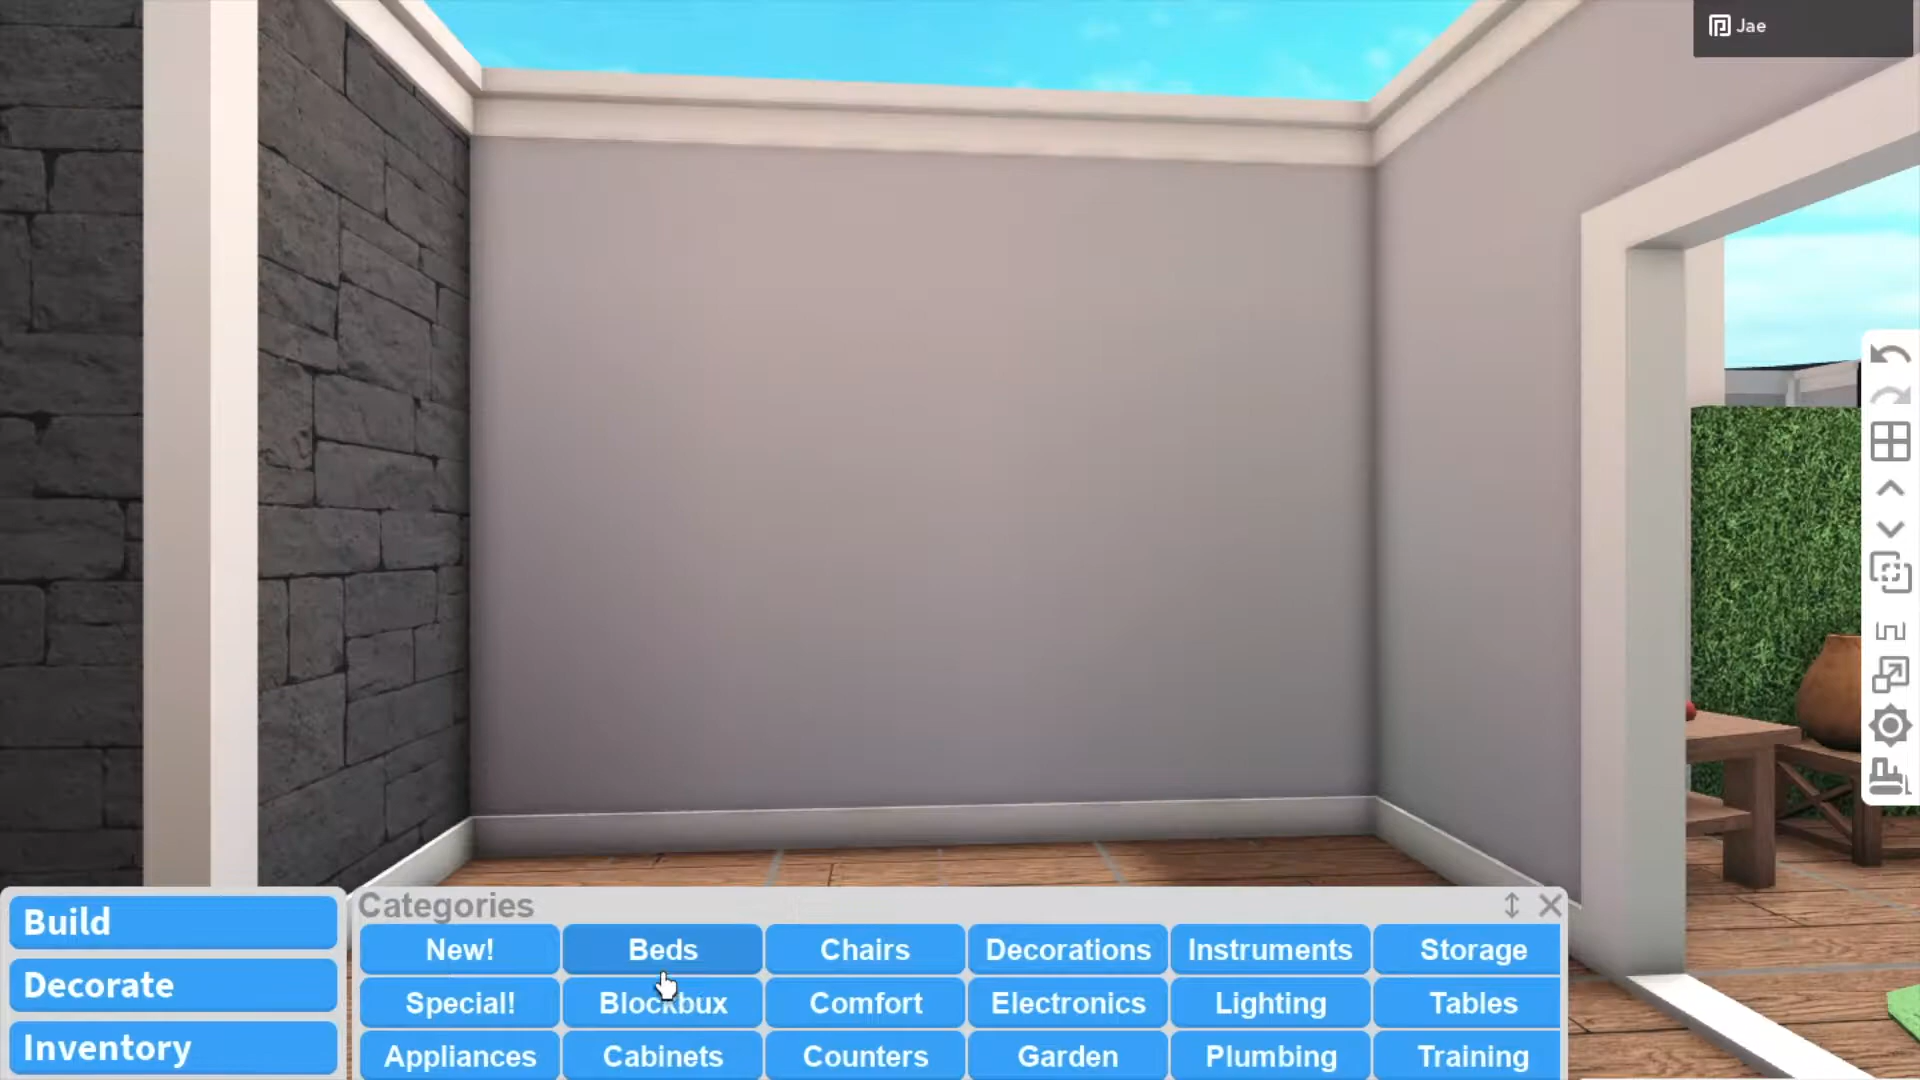 Jae
Build
Decorate
Inventory
Categories
New! Beds Chairs Decorations Instruments Storage
Special! Blockbux Comfort Electronics Lighting Tables
Appliances Cabinets Counters Garden Plumbing Training